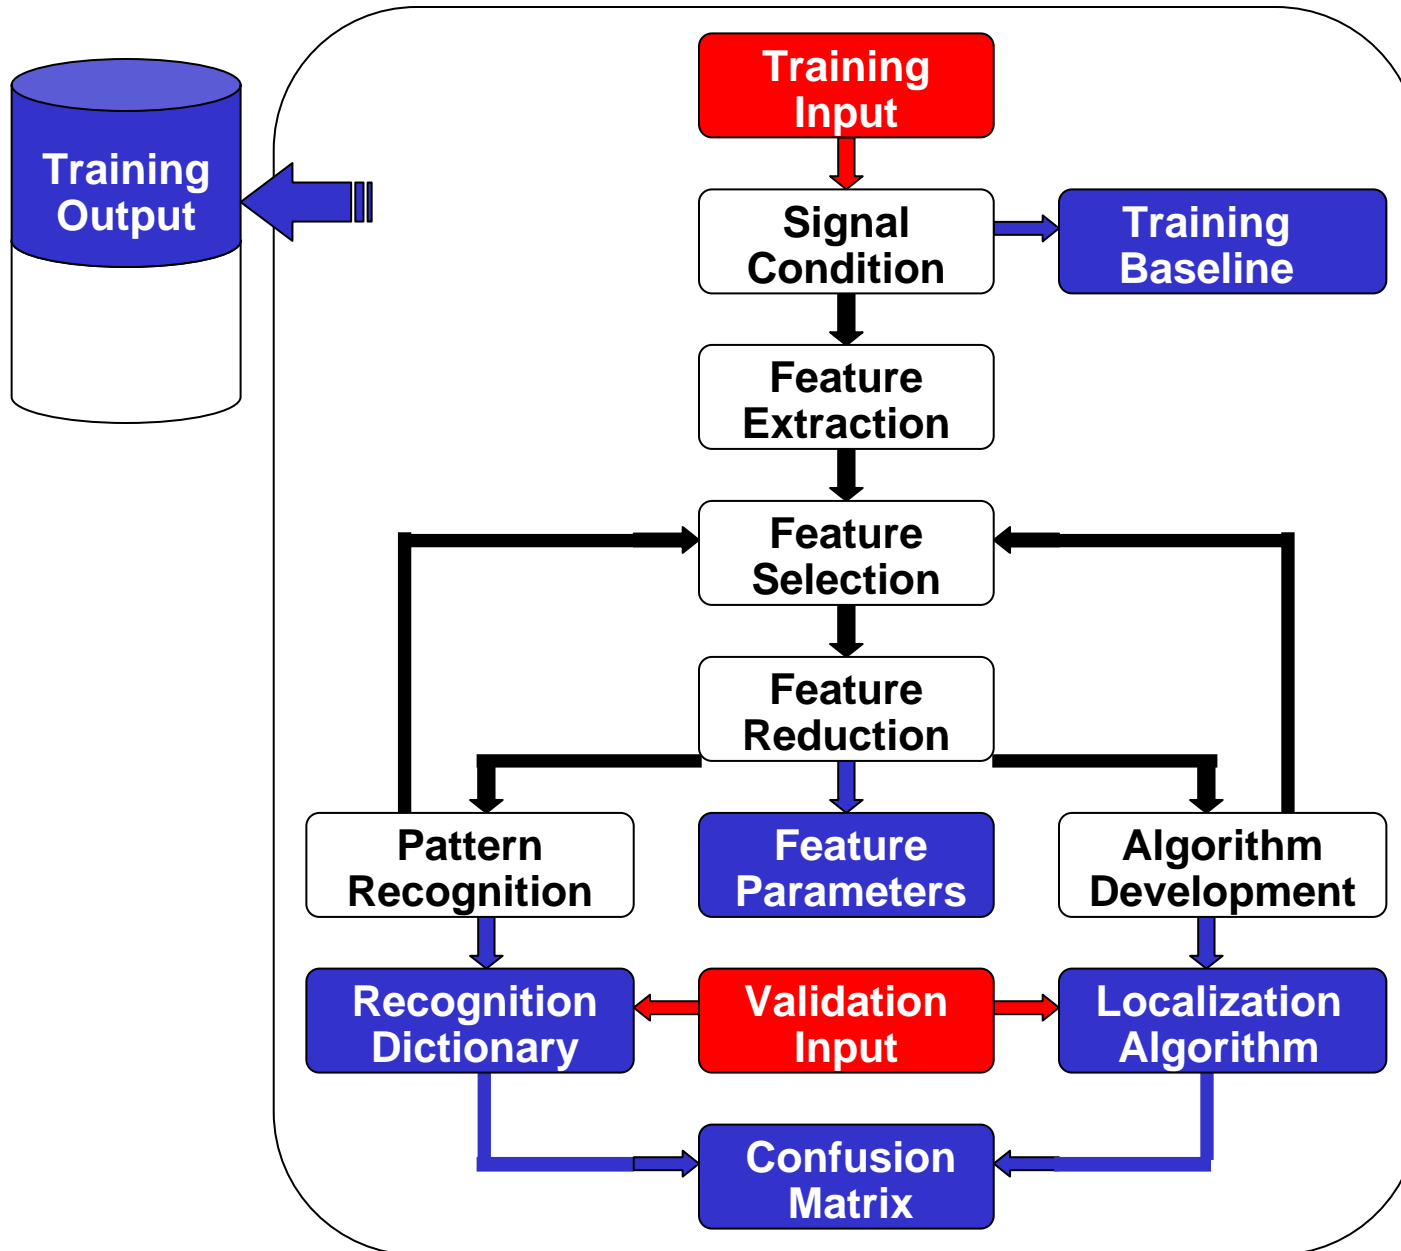 Training
Input
Training
Output
Signal
Condition
Training
Baseline
Feature
Extraction
Feature
Selection
Feature
Reduction
Pattern
Recognition
Feature
Parameters
Algorithm
Development
Recognition
Dictionary
Validation
Input
Localization
Algorithm
Confusion
Matrix